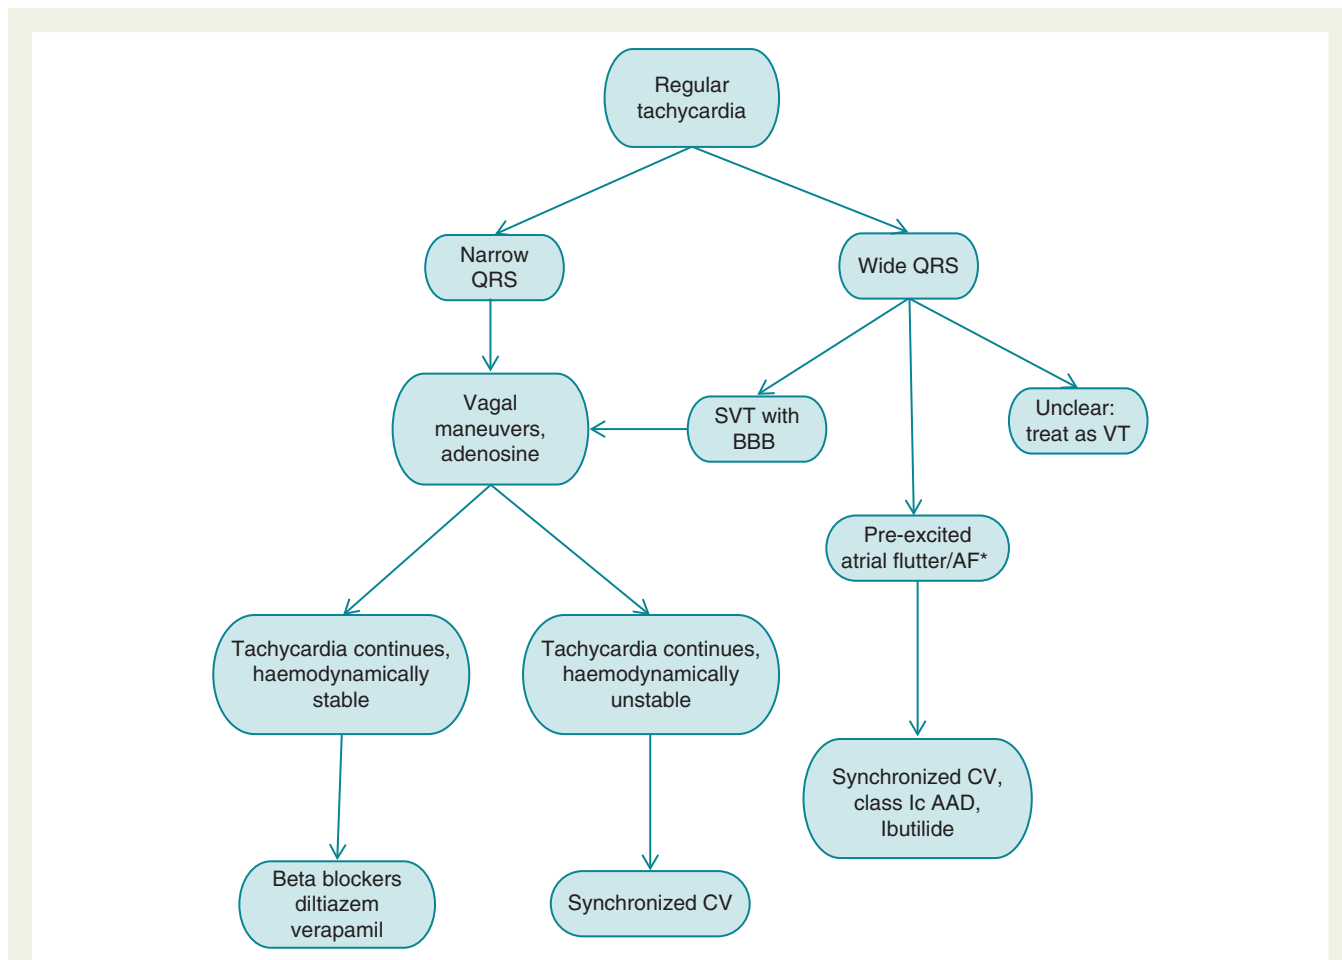 Regular
tachycardia
Narrow
QRS
Wide QRS
Vagal
maneuvers,
adenosine
SVT with
BBB
Unclear:
treat as VT
Pre-excited
atrial flutter/AF*
Tachycardia continues,
haemodynamically
stable
Tachycardia continues,
haemodynamically
unstable
Synchronized CV,
class Ic AAD,
Ibutilide
Beta blockers
diltiazem
verapamil
Synchronized CV